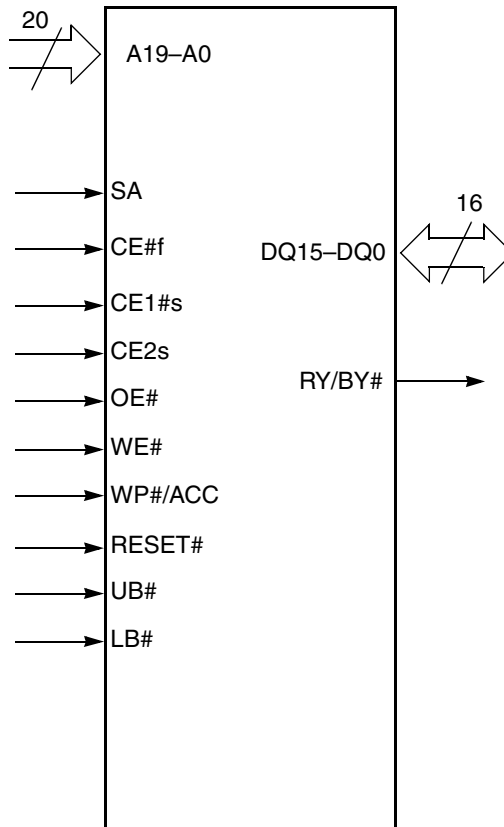 20
A19–A0
SA
16
CE#f
DQ15–DQ0
CE1#s
CE2s
RY/BY#
OE#
WE#
WP#/ACC
RESET#
UB#
LB#